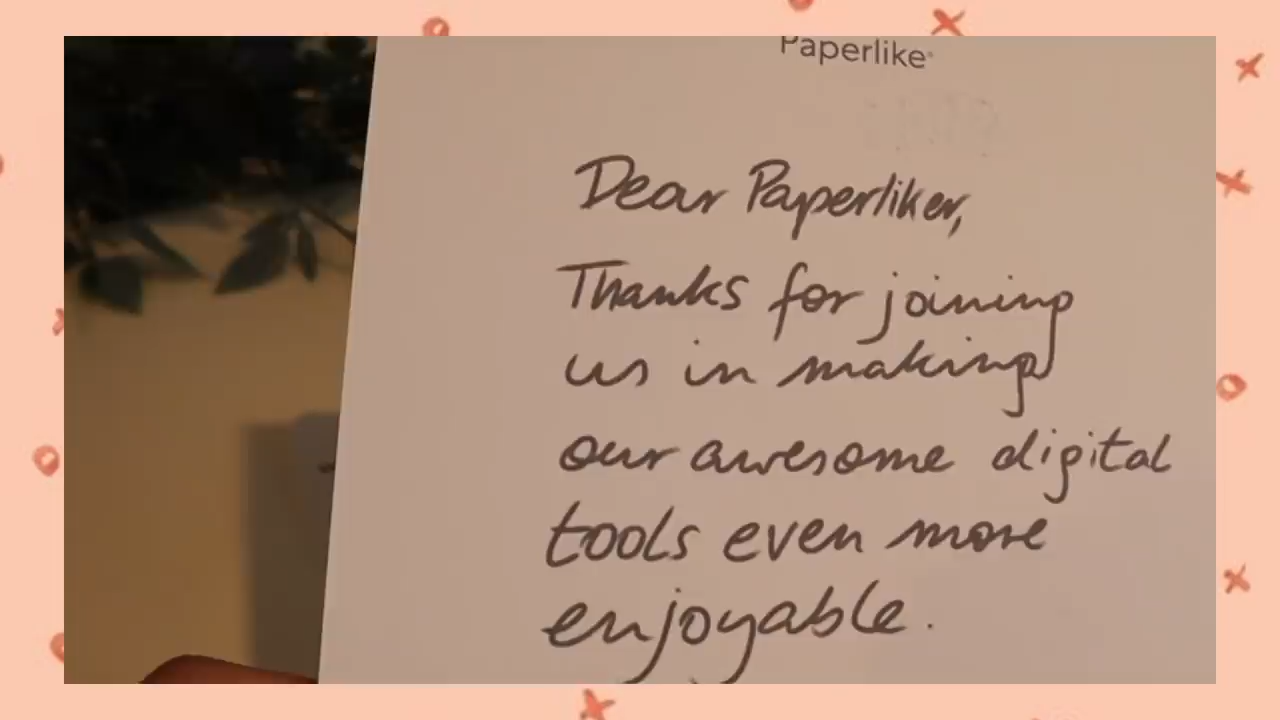 Paperlike
Dear Paperliker,
Thanks for joining
us in making
our awesome digital
tools even more
enjoyable.